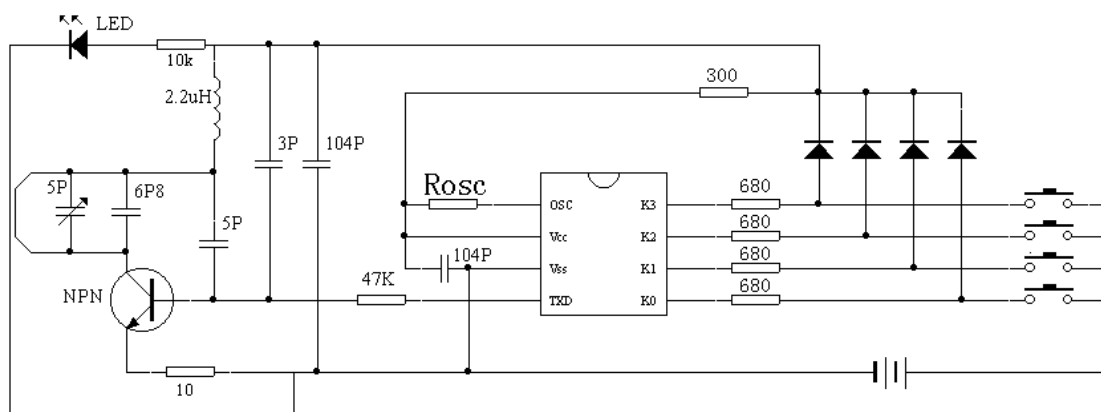 LED
10k
300
2.2uH
3P
104P
5P
6P8
Rosc
680
OSC
K3
5P
680
Vcc
K2
104P
680
Vss
K1
NPN
47K
680
TXD
K0
10